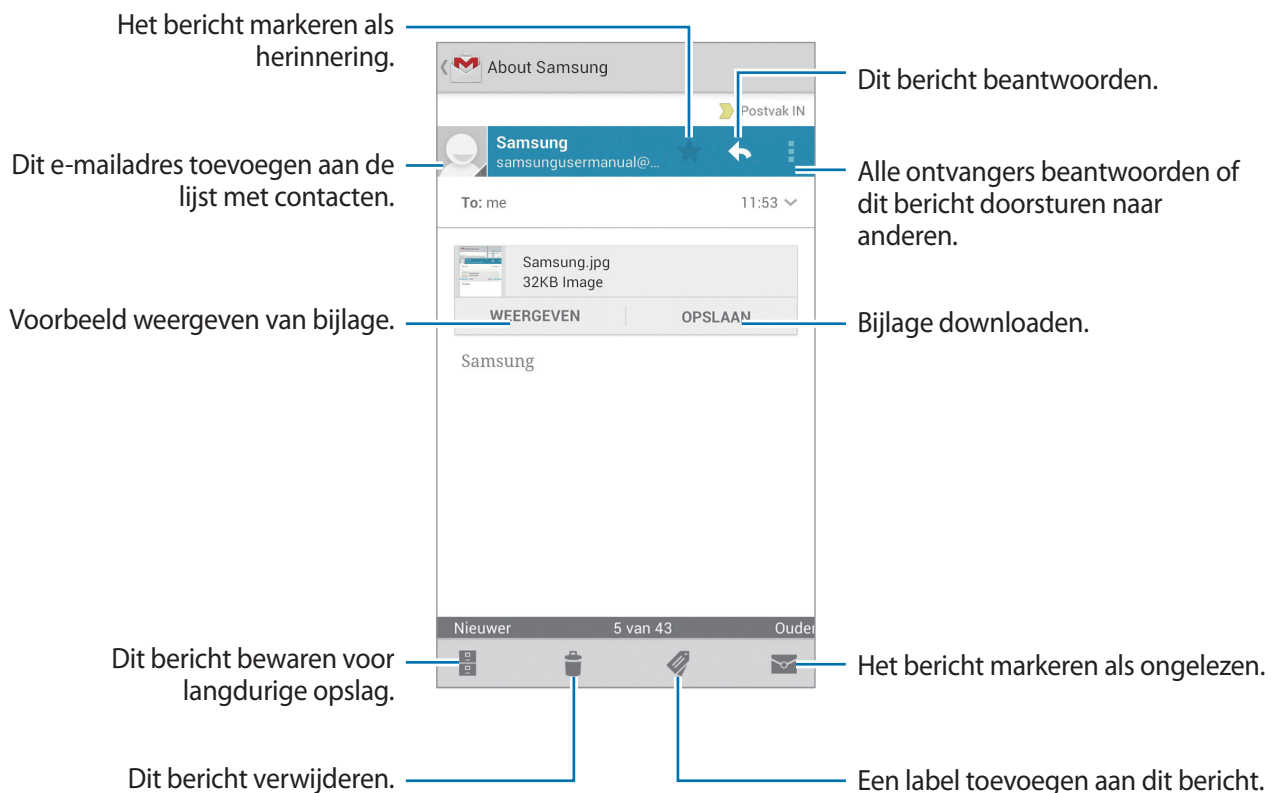 Het bericht markeren als
herinnering.
About Samsung
Dit bericht beantwoorden.
Postvak IN
Samsung
samsungusermanual@...
Dit e-mailadres toevoegen aan de
lijst met contacten.
Alle ontvangers beantwoorden of
dit bericht doorsturen naar
anderen.
To: me
11:53
Samsung.jpg
32KB Image
Voorbeeld weergeven van bijlage.
WEERGEVEN
OPSLAAN
Bijlage downloaden.
Samsung
Nieuwer
5 van 43
Ouder
Dit bericht bewaren voor
langdurige opslag.
Het bericht markeren als ongelezen.
Dit bericht verwijderen.
Een label toevoegen aan dit bericht.